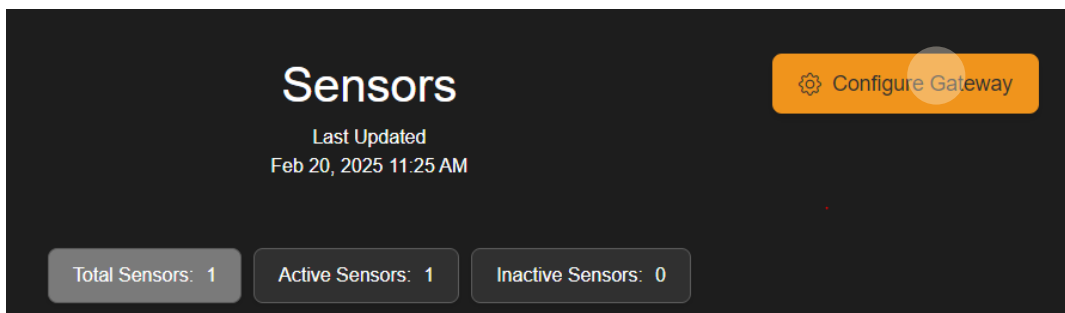 Sensors
Configure Gateway
Last Updated
Feb 20, 2025 11:25 AM
Total Sensors: 1
Active Sensors: 1
Inactive Sensors: 0